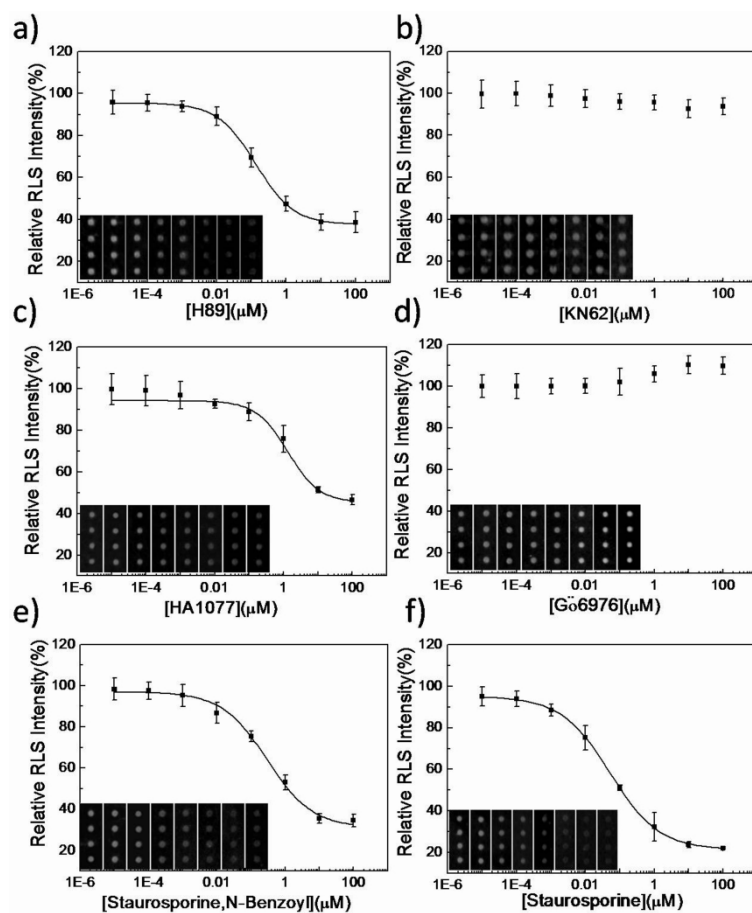 a)
Relative RLS Intensity(%)
120
100
80
60
40
20
1E-6 1E-4 0.01 1 100
[H89](μM)
b)
Relative RLS Intensity(%)
120
100
80
60
40
20
1E-6 1E-4 0.01 1 100
[KN62](μM)
c)
Relative RLS Intensity(%)
120
100
80
60
40
20
1E-6 1E-4 0.01 1 100
[HA1077](μM)
d)
Relative RLS Intensity(%)
120
100
80
60
40
20
1E-6 1E-4 0.01 1 100
[Gö6976](μM)
e)
Relative RLS Intensity(%)
120
100
80
60
40
20
1E-6 1E-4 0.01 1 100
[Staurosporine,N-Benzoyl](μM)
f)
Relative RLS Intensity(%)
120
100
80
60
40
20
1E-6 1E-4 0.01 1 100
[Staurosporine](μM)